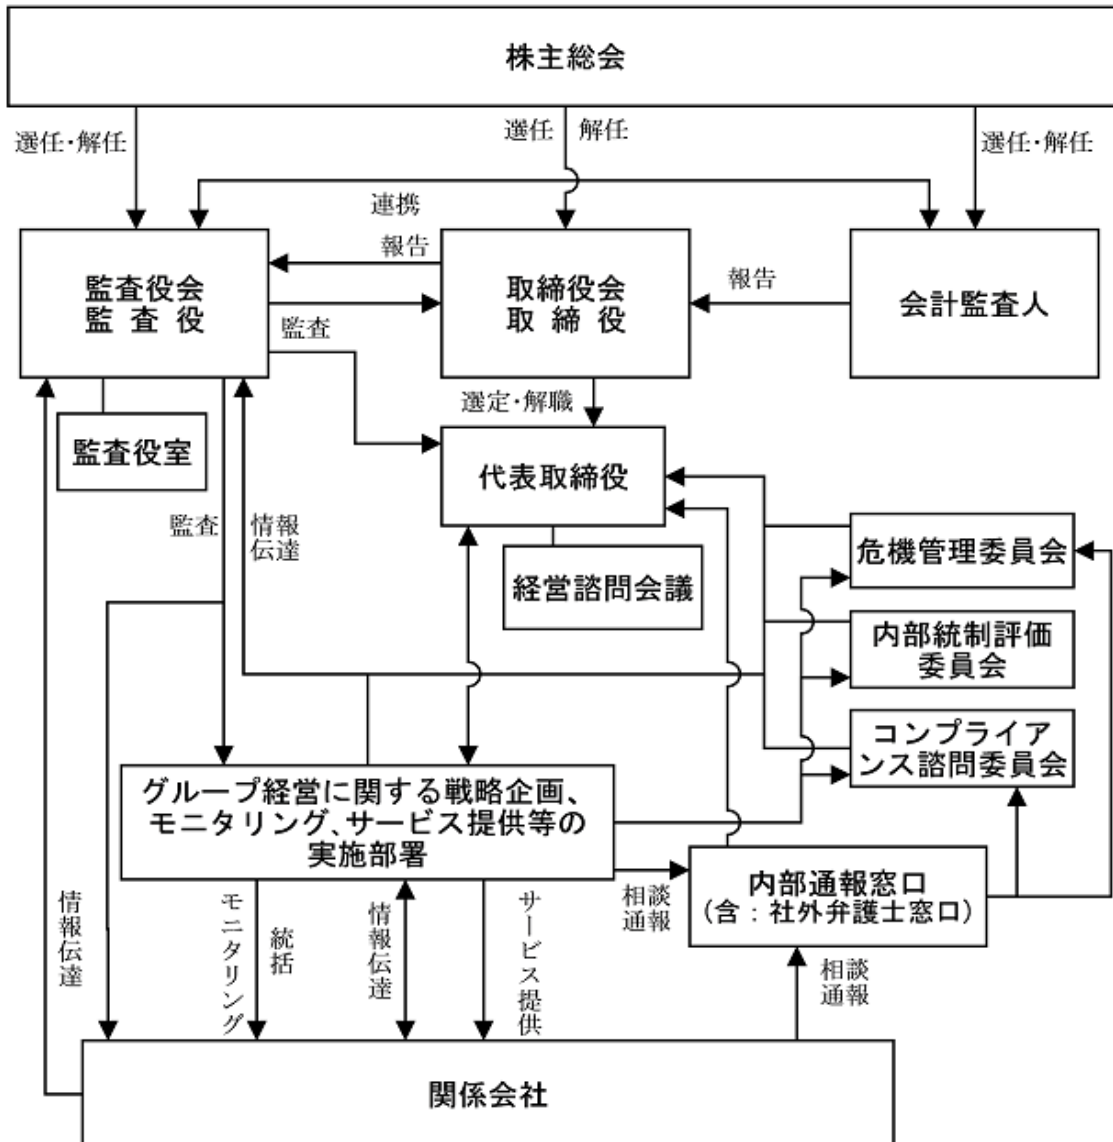 株主総会
選任・解任
選任 解任
選任・解任
連携
報告
監査役会
監査役
取締役会
取締役
報告
会計監査人
監査
選定・解職
監査役室
代表取締役
監査
情報
伝達
経営諮問会議
危機管理委員会
内部統制評価
委員会
コンプライア
ンス諮問委員会
グループ経営に関する戦略企画、
モニタリング、サービス提供等の
実施部署
相談
通報
内部通報窓口
(含:社外弁護士窓口)
情報伝達
モニタリング
統括
情報伝達
サービス提供
相談
通報
関係会社